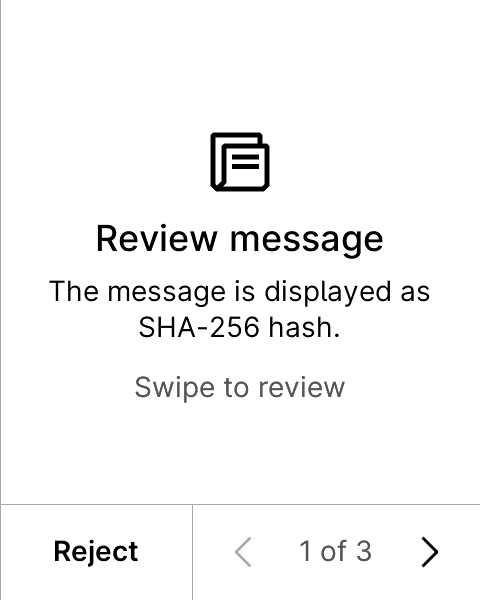 Review message
The message is displayed as
SHA-256 hash.
Swipe to review
Reject
1 of 3